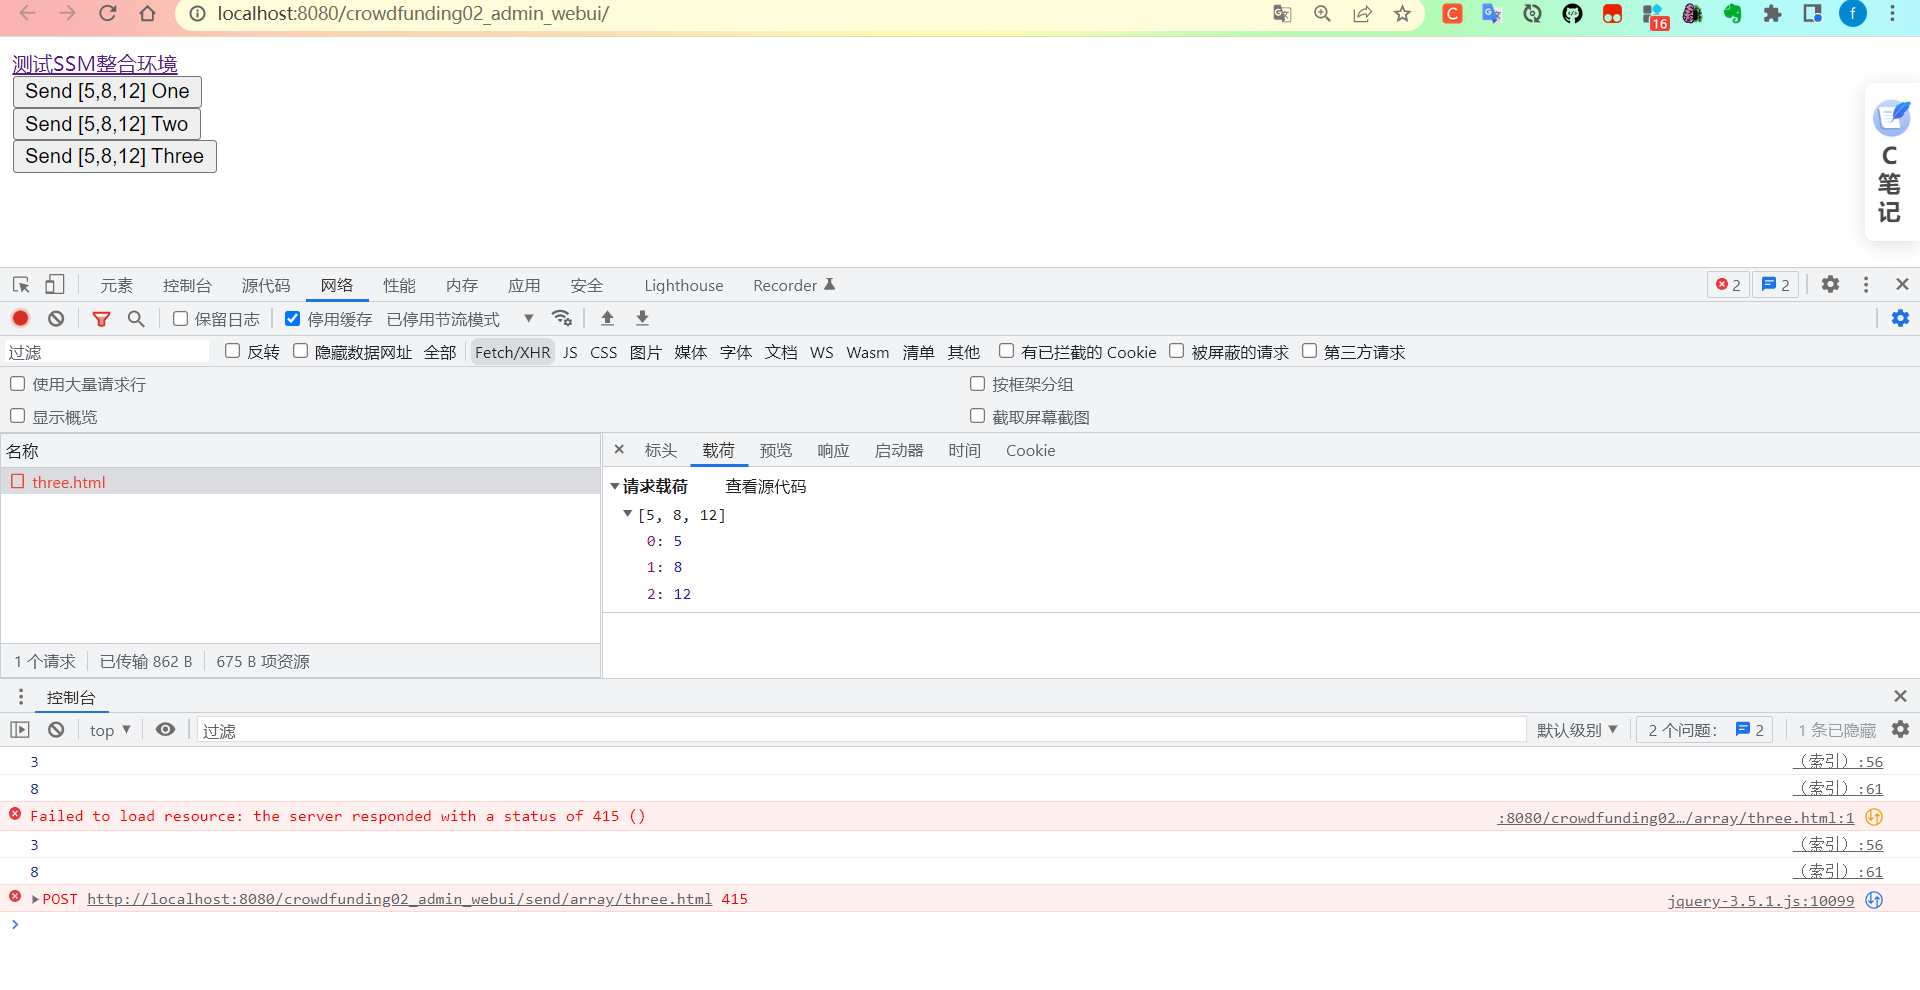 localhost:8080/crowdfunding02_admin_webui/
16
f
测试SSM整合环境
Send [5,8,12] One
Send [5,8,12] Two
Send [5,8,12] Three
C
笔
记
元素 控制台 源代码 网络 性能 内存 应用 安全 Lighthouse Recorder 2 2
保留日志 停用缓存 已停用节流模式
过滤 反转 隐藏数据网址 全部 Fetch/XHR JS CSS 图片 媒体 字体 文档 WS Wasm 清单 其他 有已拦截的 Cookie 被屏蔽的请求 第三方请求
使用大量请求行 按框架分组
显示概览 截取屏幕截图
名称 × 标头 载荷 预览 响应 启动器 时间 Cookie
three.html
请求载荷 查看源代码
[5, 8, 12]
0: 5
1: 8
2: 12
1 个请求 已传输 862 B 675 B 项资源
控制台
top 过滤 默认级别 2 个问题: 2 1 条已隐藏
3 (索引):56
8 (索引):61
Failed to load resource: the server responded with a status of 415 () :8080/crowdfunding02…/array/three.html:1
3 (索引):56
8 (索引):61
POST http://localhost:8080/crowdfunding02_admin_webui/send/array/three.html 415 jquery-3.5.1.js:10099